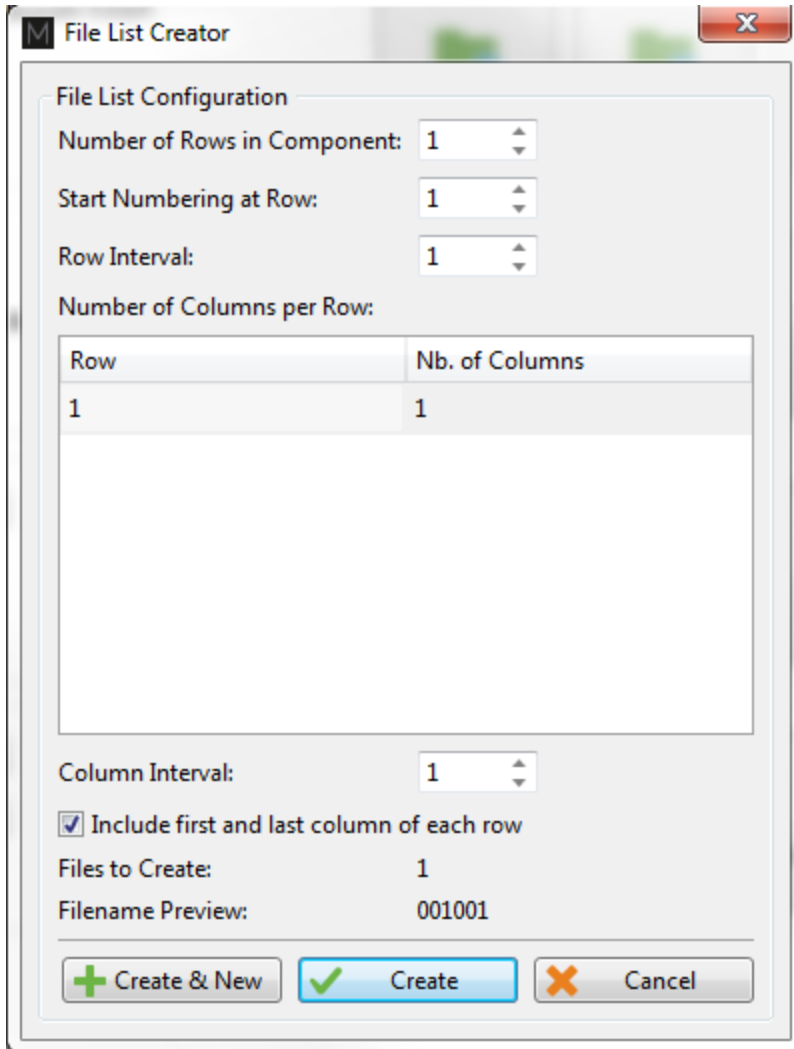 M File List Creator
File List Configuration
Number of Rows in Component: 1
Start Numbering at Row: 1
Row Interval: 1
Number of Columns per Row:
Row Nb. of Columns
1 1
Column Interval: 1
Include first and last column of each row
Files to Create: 1
Filename Preview: 001001
Create & New Create Cancel